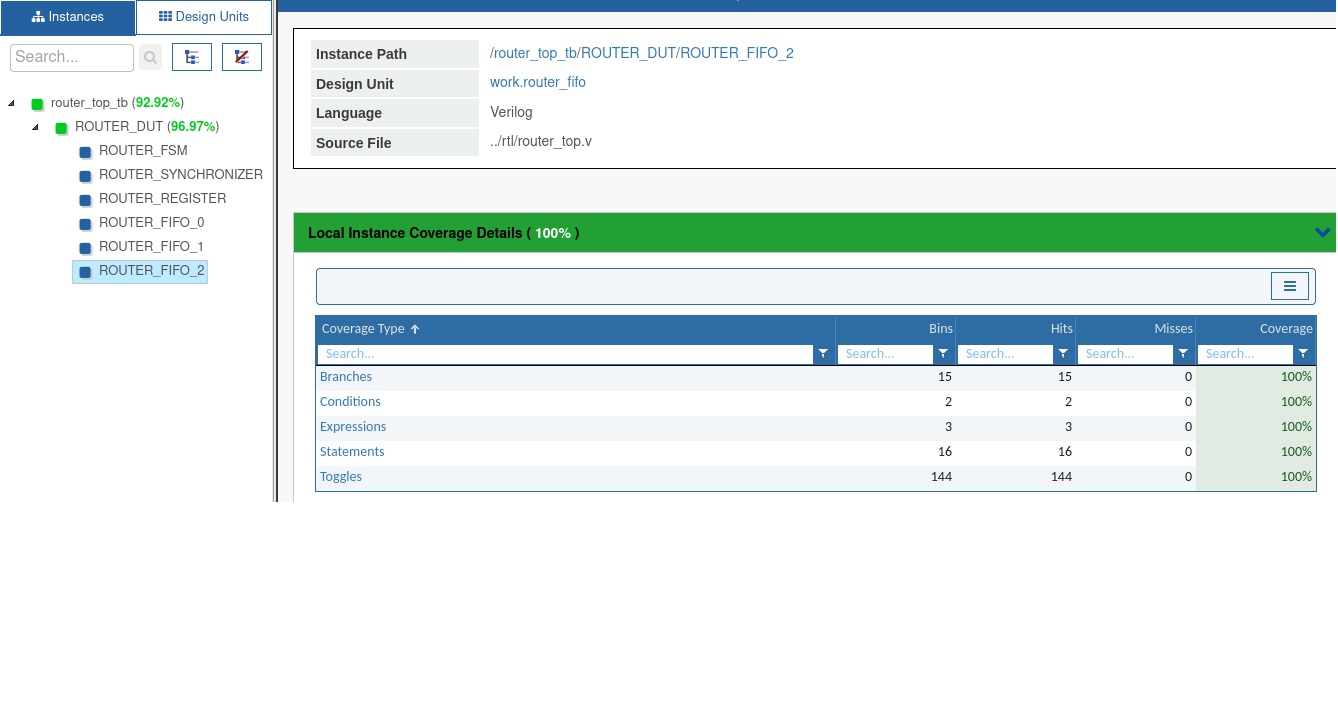 Instances
Design Units
Search...
router_top_tb (92.92%)
ROUTER_DUT (96.97%)
ROUTER_FSM
ROUTER_SYNCHRONIZER
ROUTER_REGISTER
ROUTER_FIFO_0
ROUTER_FIFO_1
ROUTER_FIFO_2
Instance Path /router_top_tb/ROUTER_DUT/ROUTER_FIFO_2
Design Unit work.router_fifo
Language Verilog
Source File ../rtl/router_top.v
Local Instance Coverage Details ( 100% )
Coverage Type Bins Hits Misses Coverage
Search... Search... Search... Search... Search...
Branches 15 15 0 100%
Conditions 2 2 0 100%
Expressions 3 3 0 100%
Statements 16 16 0 100%
Toggles 144 144 0 100%